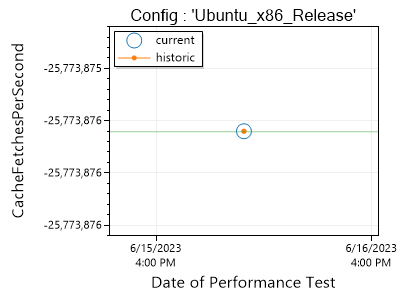 Config : 'Ubuntu_x86_Release'
current
historic
CacheFetchesPerSecond
-25,773,875
-25,773,876
-25,773,876
-25,773,876
6/15/2023
4:00 PM
6/16/2023
4:00 PM
Date of Performance Test